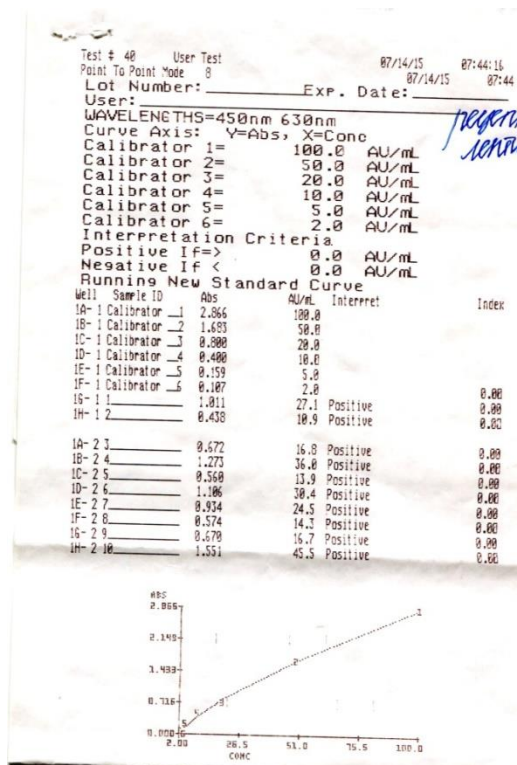 Test # 40 User Test 07/14/15 07:44:16
Point To Point Mode 8 07/14/15 07:44
Lot Number: Exp. Date:
User:
WAVELENGTHS=450nm 630nm
Curve Axis: Y=Abs, X=Conc
Calibrator 1= 100.0 AU/mL
Calibrator 2= 50.0 AU/mL
Calibrator 3= 20.0 AU/mL
Calibrator 4= 10.0 AU/mL
Calibrator 5= 5.0 AU/mL
Calibrator 6= 2.0 AU/mL
Interpretation Criteria
Positive If=> 0.0 AU/mL
Negative If < 0.0 AU/mL
Running New Standard Curve
Well Sample ID Abs AU/mL Interpret Index
1A- 1 Calibrator _1 2.866 100.0
1B- 1 Calibrator _2 1.683 50.0
1C- 1 Calibrator _3 0.800 20.0
1D- 1 Calibrator _4 0.400 10.0
1E- 1 Calibrator _5 0.159 5.0
1F- 1 Calibrator _6 0.107 2.0
1G- 1 1 1.011 27.1 Positive 0.00
1H- 1 2 0.438 10.9 Positive 0.00
1A- 2 3 0.672 16.8 Positive 0.00
1B- 2 4 1.273 36.0 Positive 0.00
1C- 2 5 0.560 13.9 Positive 0.00
1D- 2 6 1.106 30.4 Positive 0.00
1E- 2 7 0.934 24.5 Positive 0.00
1F- 2 8 0.574 14.3 Positive 0.00
1G- 2 9 0.670 16.7 Positive 0.00
1H- 2 10 1.551 45.5 Positive 0.00
ABS
2.866
2.149
1.433
0.716
0.000
2.00 26.5 51.0 75.5 100.0
CONC